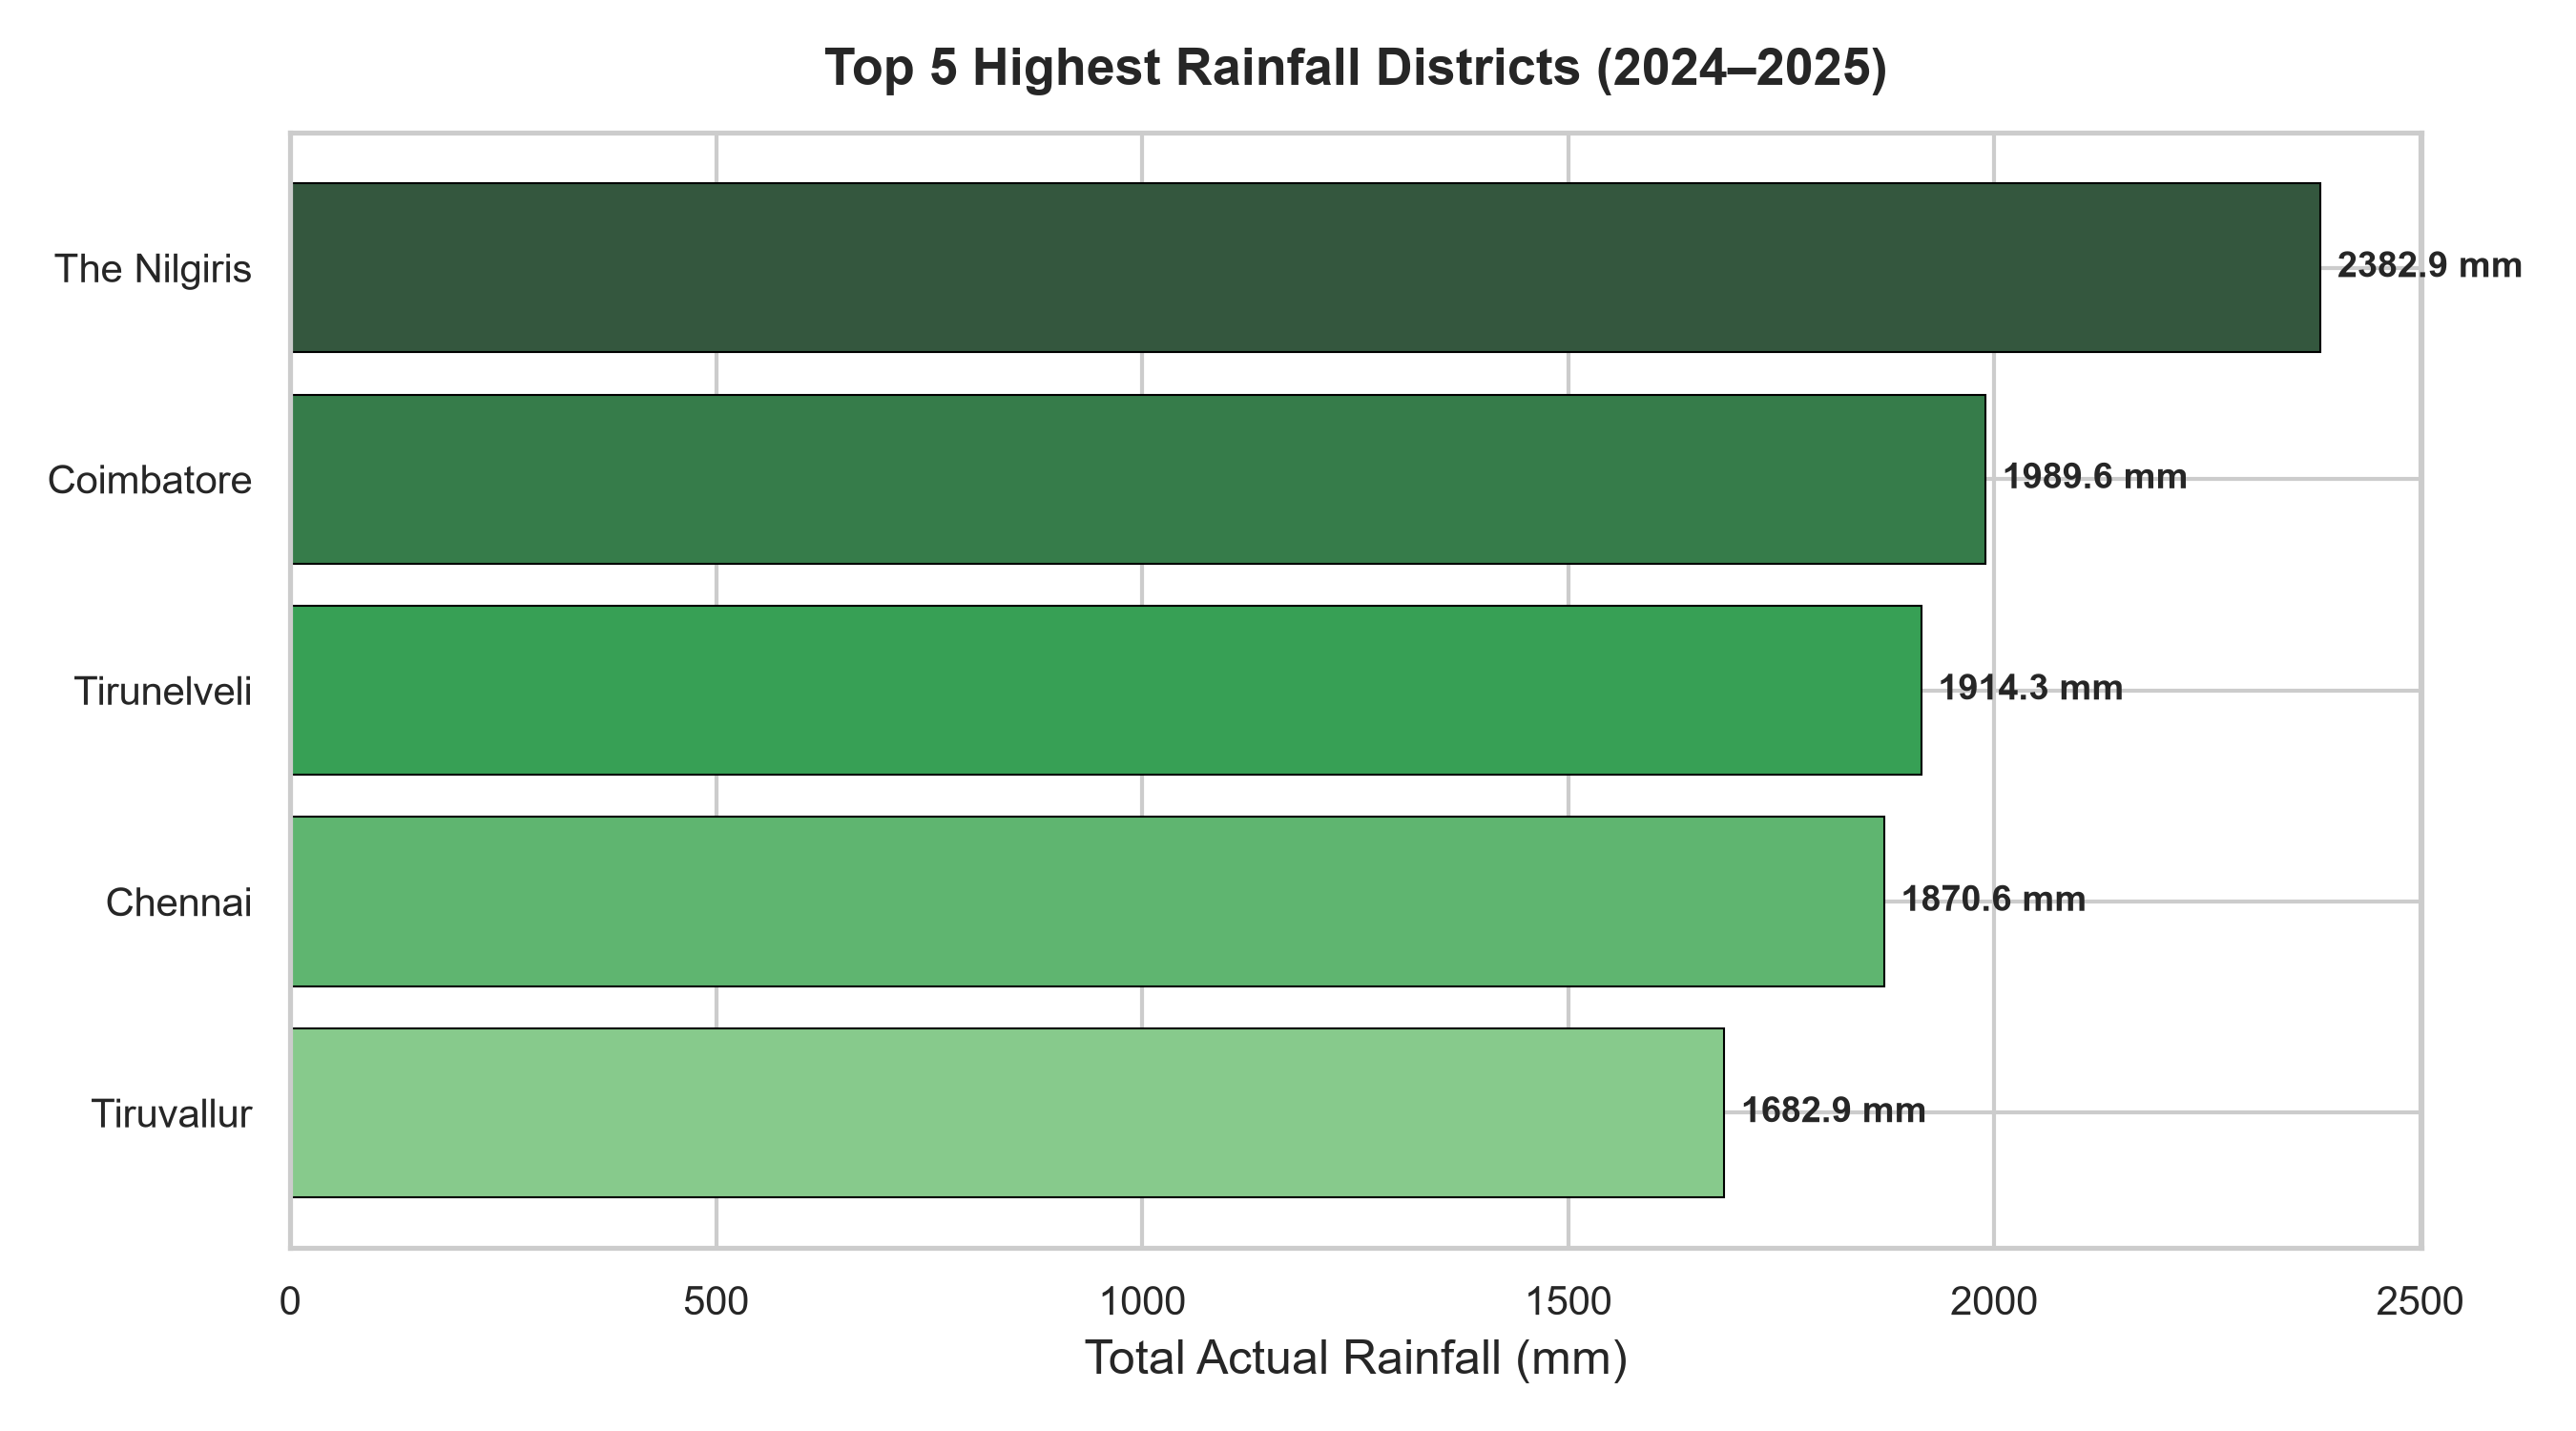 Top 5 Highest Rainfall Districts (2024–2025)
The Nilgiris
2382.9 mm
Coimbatore
1989.6 mm
Tirunelveli
1914.3 mm
Chennai
1870.6 mm
Tiruvallur
1682.9 mm
0 500 1000 1500 2000 2500
Total Actual Rainfall (mm)